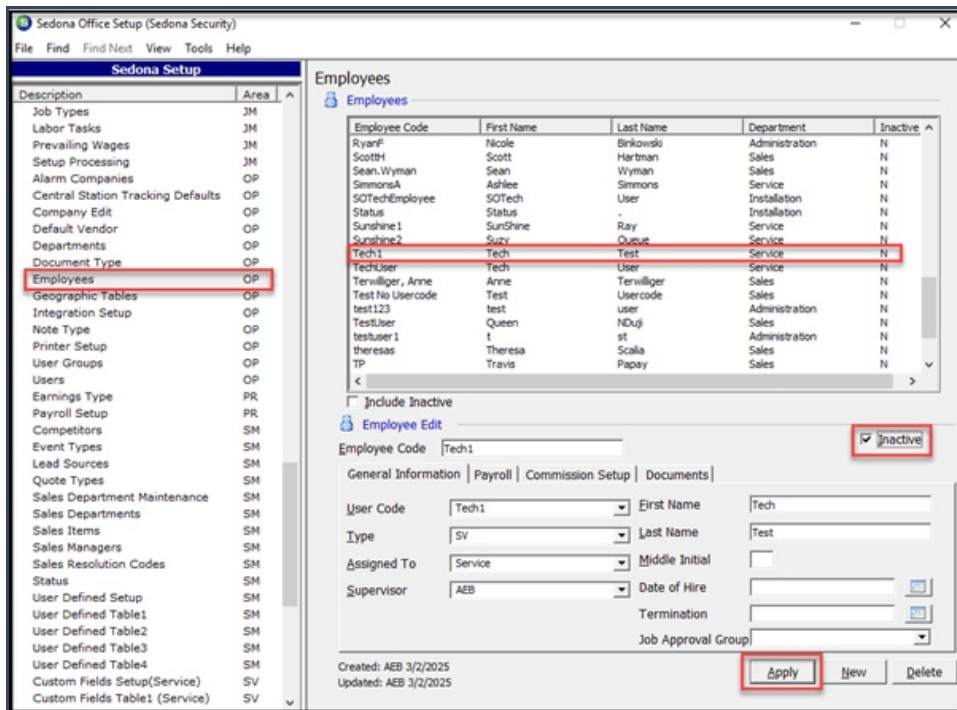 Sedona Office Setup (Sedona Security)
File Find Find Next View Tools Help
Sedona Setup
Description Area
Job Types JM
Labor Tasks JM
Prevailing Wages JM
Setup Processing JM
Alarm Companies OP
Central Station Tracking Defaults OP
Company Edit OP
Default Vendor OP
Departments OP
Document Type OP
Employees OP
Geographic Tables OP
Integration Setup OP
Note Type OP
Printer Setup OP
User Groups OP
Users OP
Earnings Type PR
Payroll Setup PR
Competitors SM
Event Types SM
Lead Sources SM
Quote Types SM
Sales Department Maintenance SM
Sales Departments SM
Sales Items SM
Sales Managers SM
Sales Resolution Codes SM
Status SM
User Defined Setup SM
User Defined Table1 SM
User Defined Table2 SM
User Defined Table3 SM
User Defined Table4 SM
Custom Fields Setup(Service) SV
Custom Fields Table1 (Service) SV
Employees
Employees
Employee Code First Name Last Name Department Inactive
RyanF Nicole Binkowski Administration N
ScottH Scott Hartman Sales N
Sean.Wyman Sean Wyman Sales N
SimmonsA Ashlee Simmons Service N
SOTechEmployee SOTech User Installation N
Status Status . Installation N
Sunshine1 SunShine Ray Service N
Sunshine2 Suzy Queue Service N
Tech1 Tech Test Service N
TechUser Tech User Service N
Terwilliger, Anne Anne Terwilliger Sales N
Test No Usercode Test Usercode Sales N
test123 test user Administration N
TestUser Queen NDuji Sales N
testuser1 t st Administration N
theresas Theresa Scalia Sales N
TP Travis Papay Sales N
Include Inactive
Employee Edit
Employee Code Tech1
Inactive
General Information Payroll Commission Setup Documents
User Code Tech1 First Name Tech
Type SV Last Name Test
Assigned To Service Middle Initial
Supervisor AEB Date of Hire
Termination
Job Approval Group
Created: AEB 3/2/2025
Updated: AEB 3/2/2025
Apply New Delete